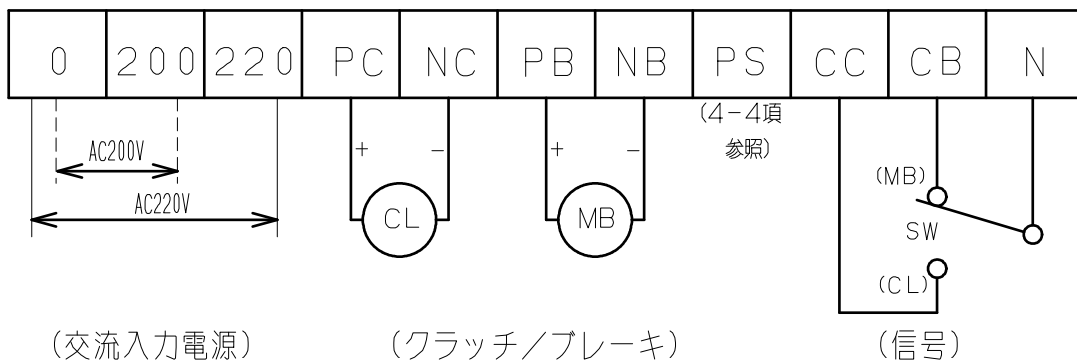 0 200 220 PC NC PB NB PS CC CB N
(4-4項
参照)
+ - + -
AC200V
AC220V
CL MB
(MB)
SW
(CL)
(交流入力電源) (クラッチ/ブレーキ) (信号)